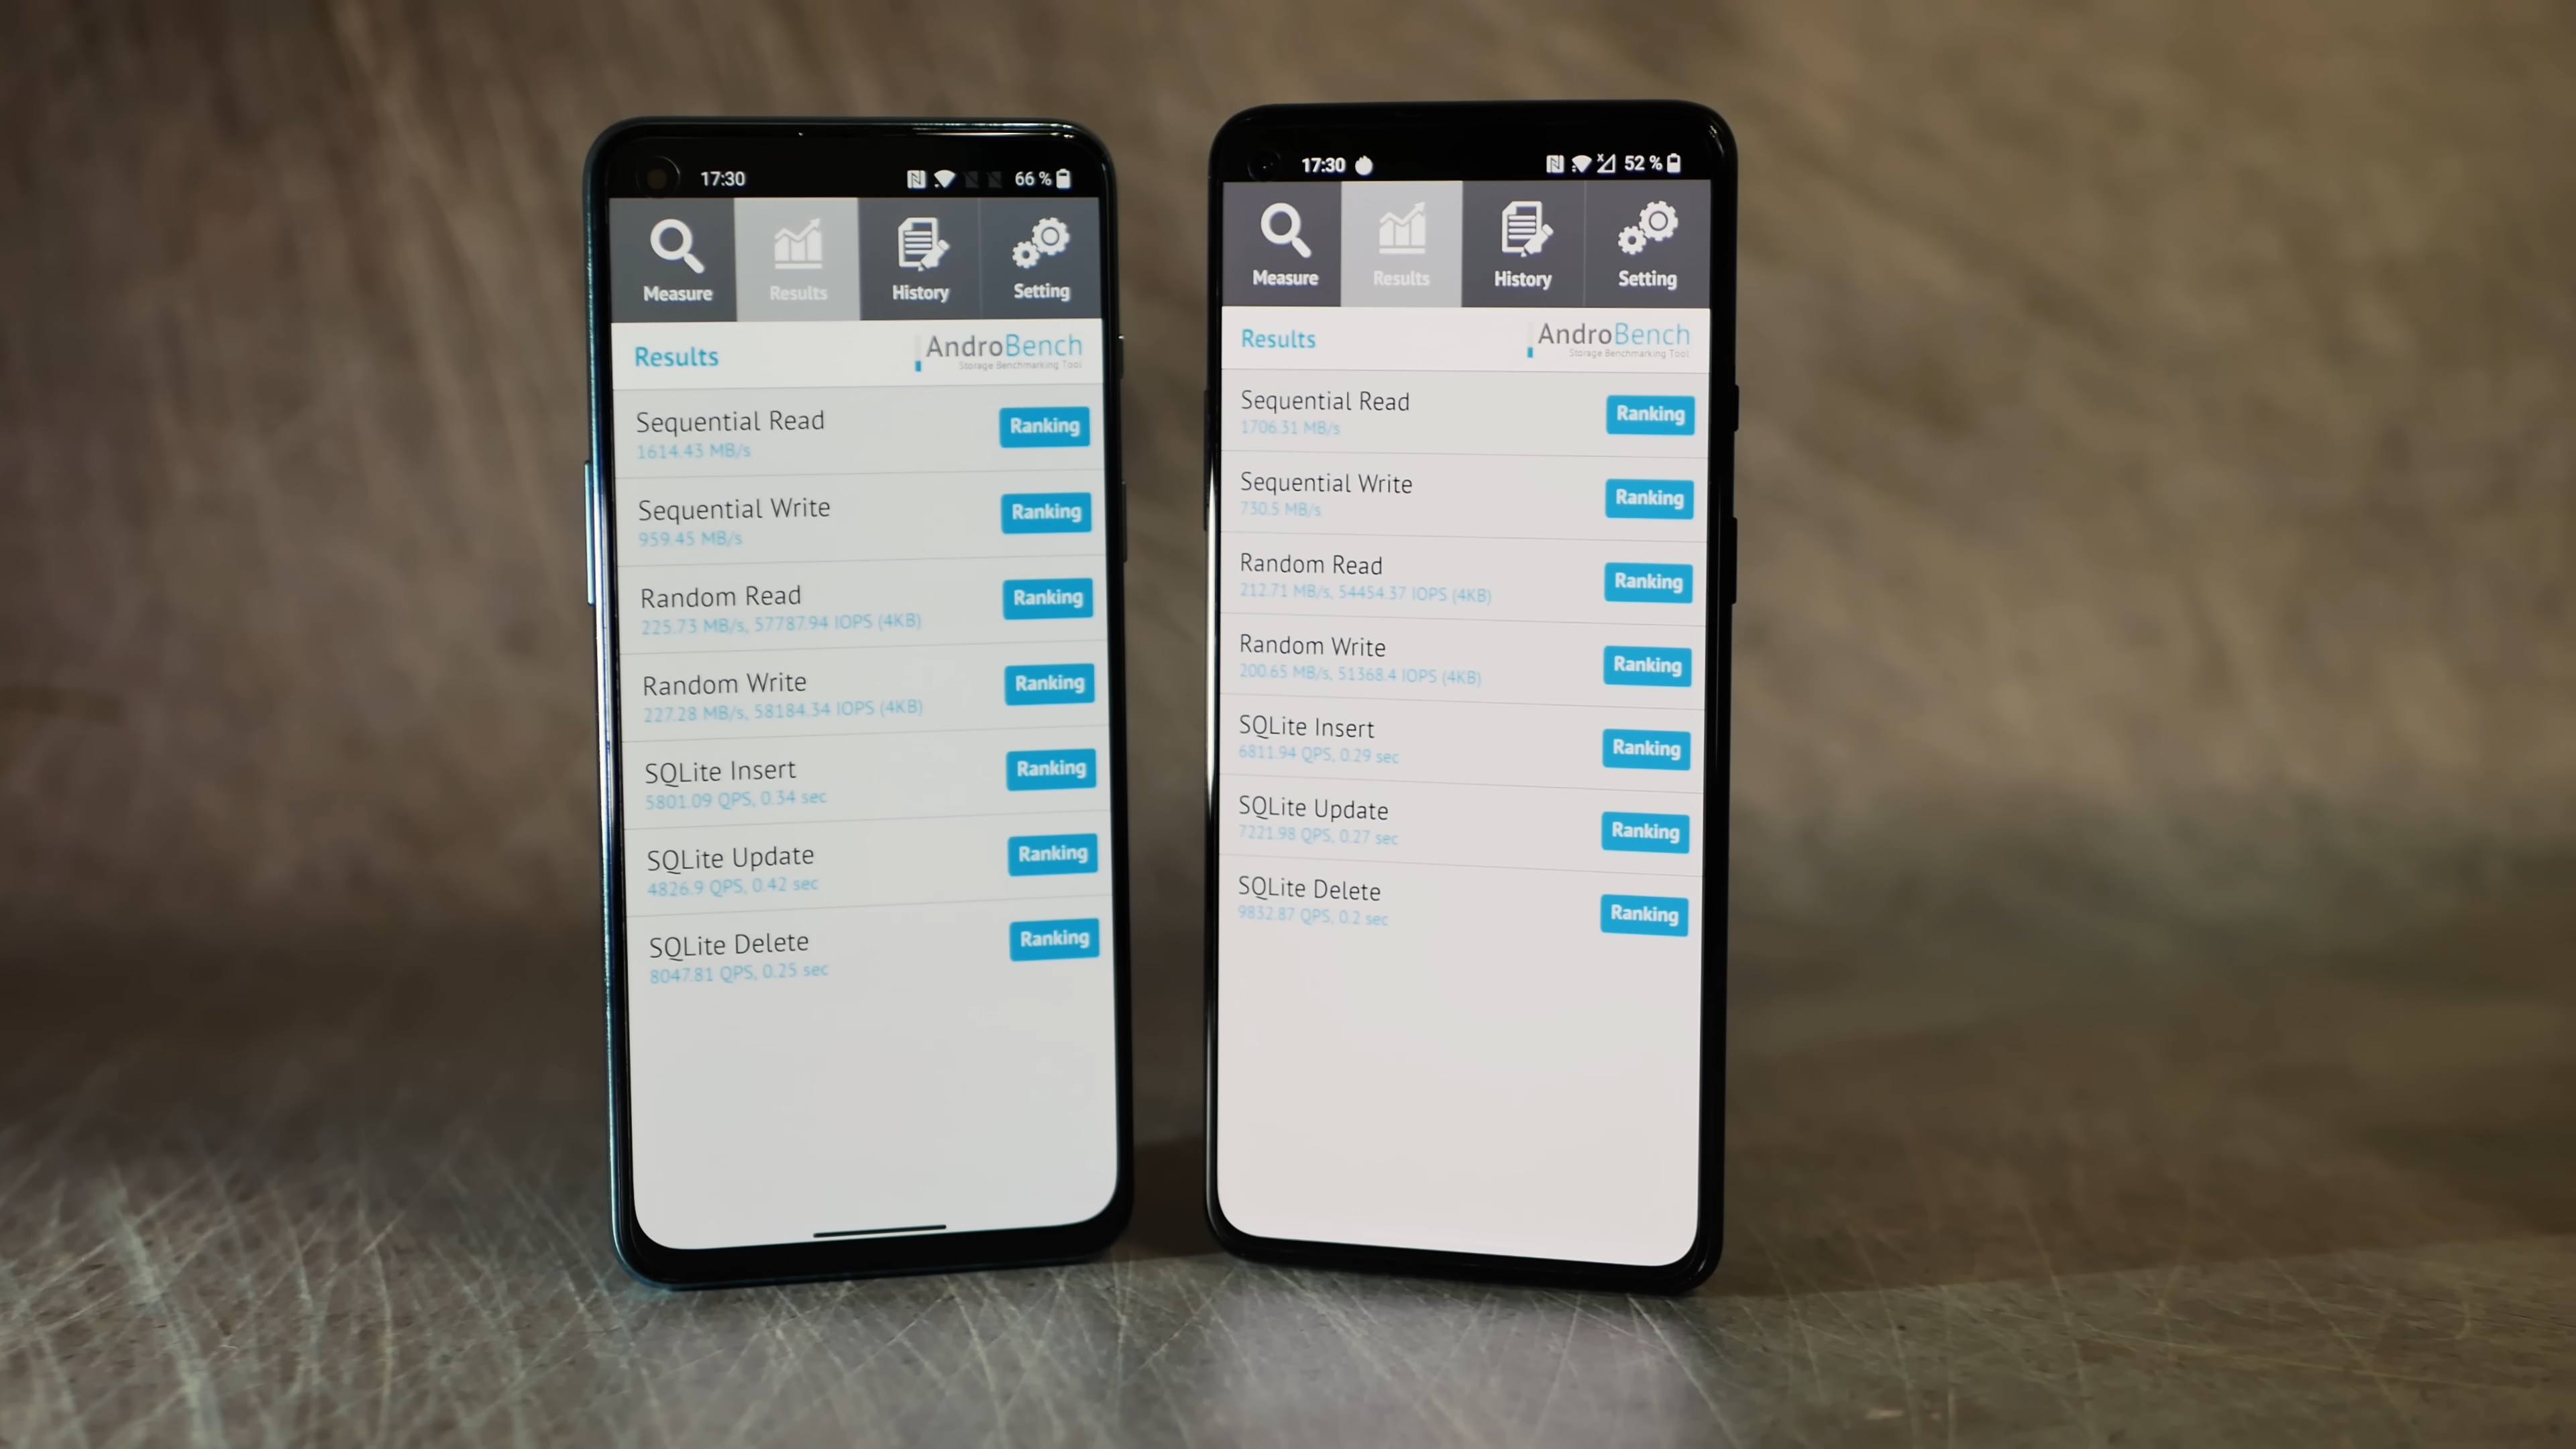 17:30
66 %
Measure
Results
History
Setting
Results
AndroBench
Storage Benchmarking Tool
Sequential Read
1614.43 MB/s
Ranking
Sequential Write
959.45 MB/s
Ranking
Random Read
225.73 MB/s, 57787.94 IOPS (4KB)
Ranking
Random Write
227.28 MB/s, 58184.34 IOPS (4KB)
Ranking
SQLite Insert
5801.09 QPS, 0.34 sec
Ranking
SQLite Update
4826.9 QPS, 0.42 sec
Ranking
SQLite Delete
8047.81 QPS, 0.25 sec
Ranking
17:30
52 %
Measure
Results
History
Setting
Results
AndroBench
Storage Benchmarking Tool
Sequential Read
1706.31 MB/s
Ranking
Sequential Write
730.5 MB/s
Ranking
Random Read
212.71 MB/s, 54454.37 IOPS (4KB)
Ranking
Random Write
200.65 MB/s, 51368.4 IOPS (4KB)
Ranking
SQLite Insert
6811.94 QPS, 0.29 sec
Ranking
SQLite Update
7221.98 QPS, 0.27 sec
Ranking
SQLite Delete
9832.87 QPS, 0.2 sec
Ranking